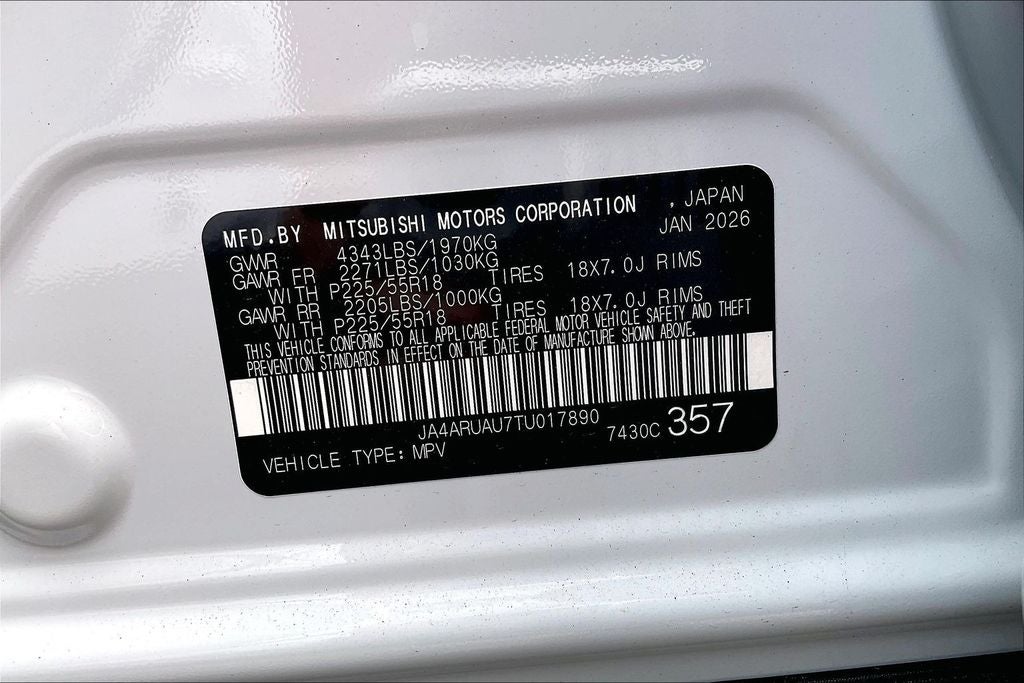 MFD.BY MITSUBISHI MOTORS CORPORATION , JAPAN
JAN 2026
GVWR 4343LBS/1970KG
GAWR FR 2271LBS/1030KG
WITH P225/55R18 TIRES 18X7.0J RIMS
GAWR RR 2205LBS/1000KG
WITH P225/55R18 TIRES 18X7.0J RIMS
THIS VEHICLE CONFORMS TO ALL APPLICABLE FEDERAL MOTOR VEHICLE SAFETY AND THEFT
PREVENTION STANDARDS IN EFFECT ON THE DATE OF MANUFACTURE SHOWN ABOVE.
JA4ARUAU7TU017890
7430C 357
VEHICLE TYPE: MPV